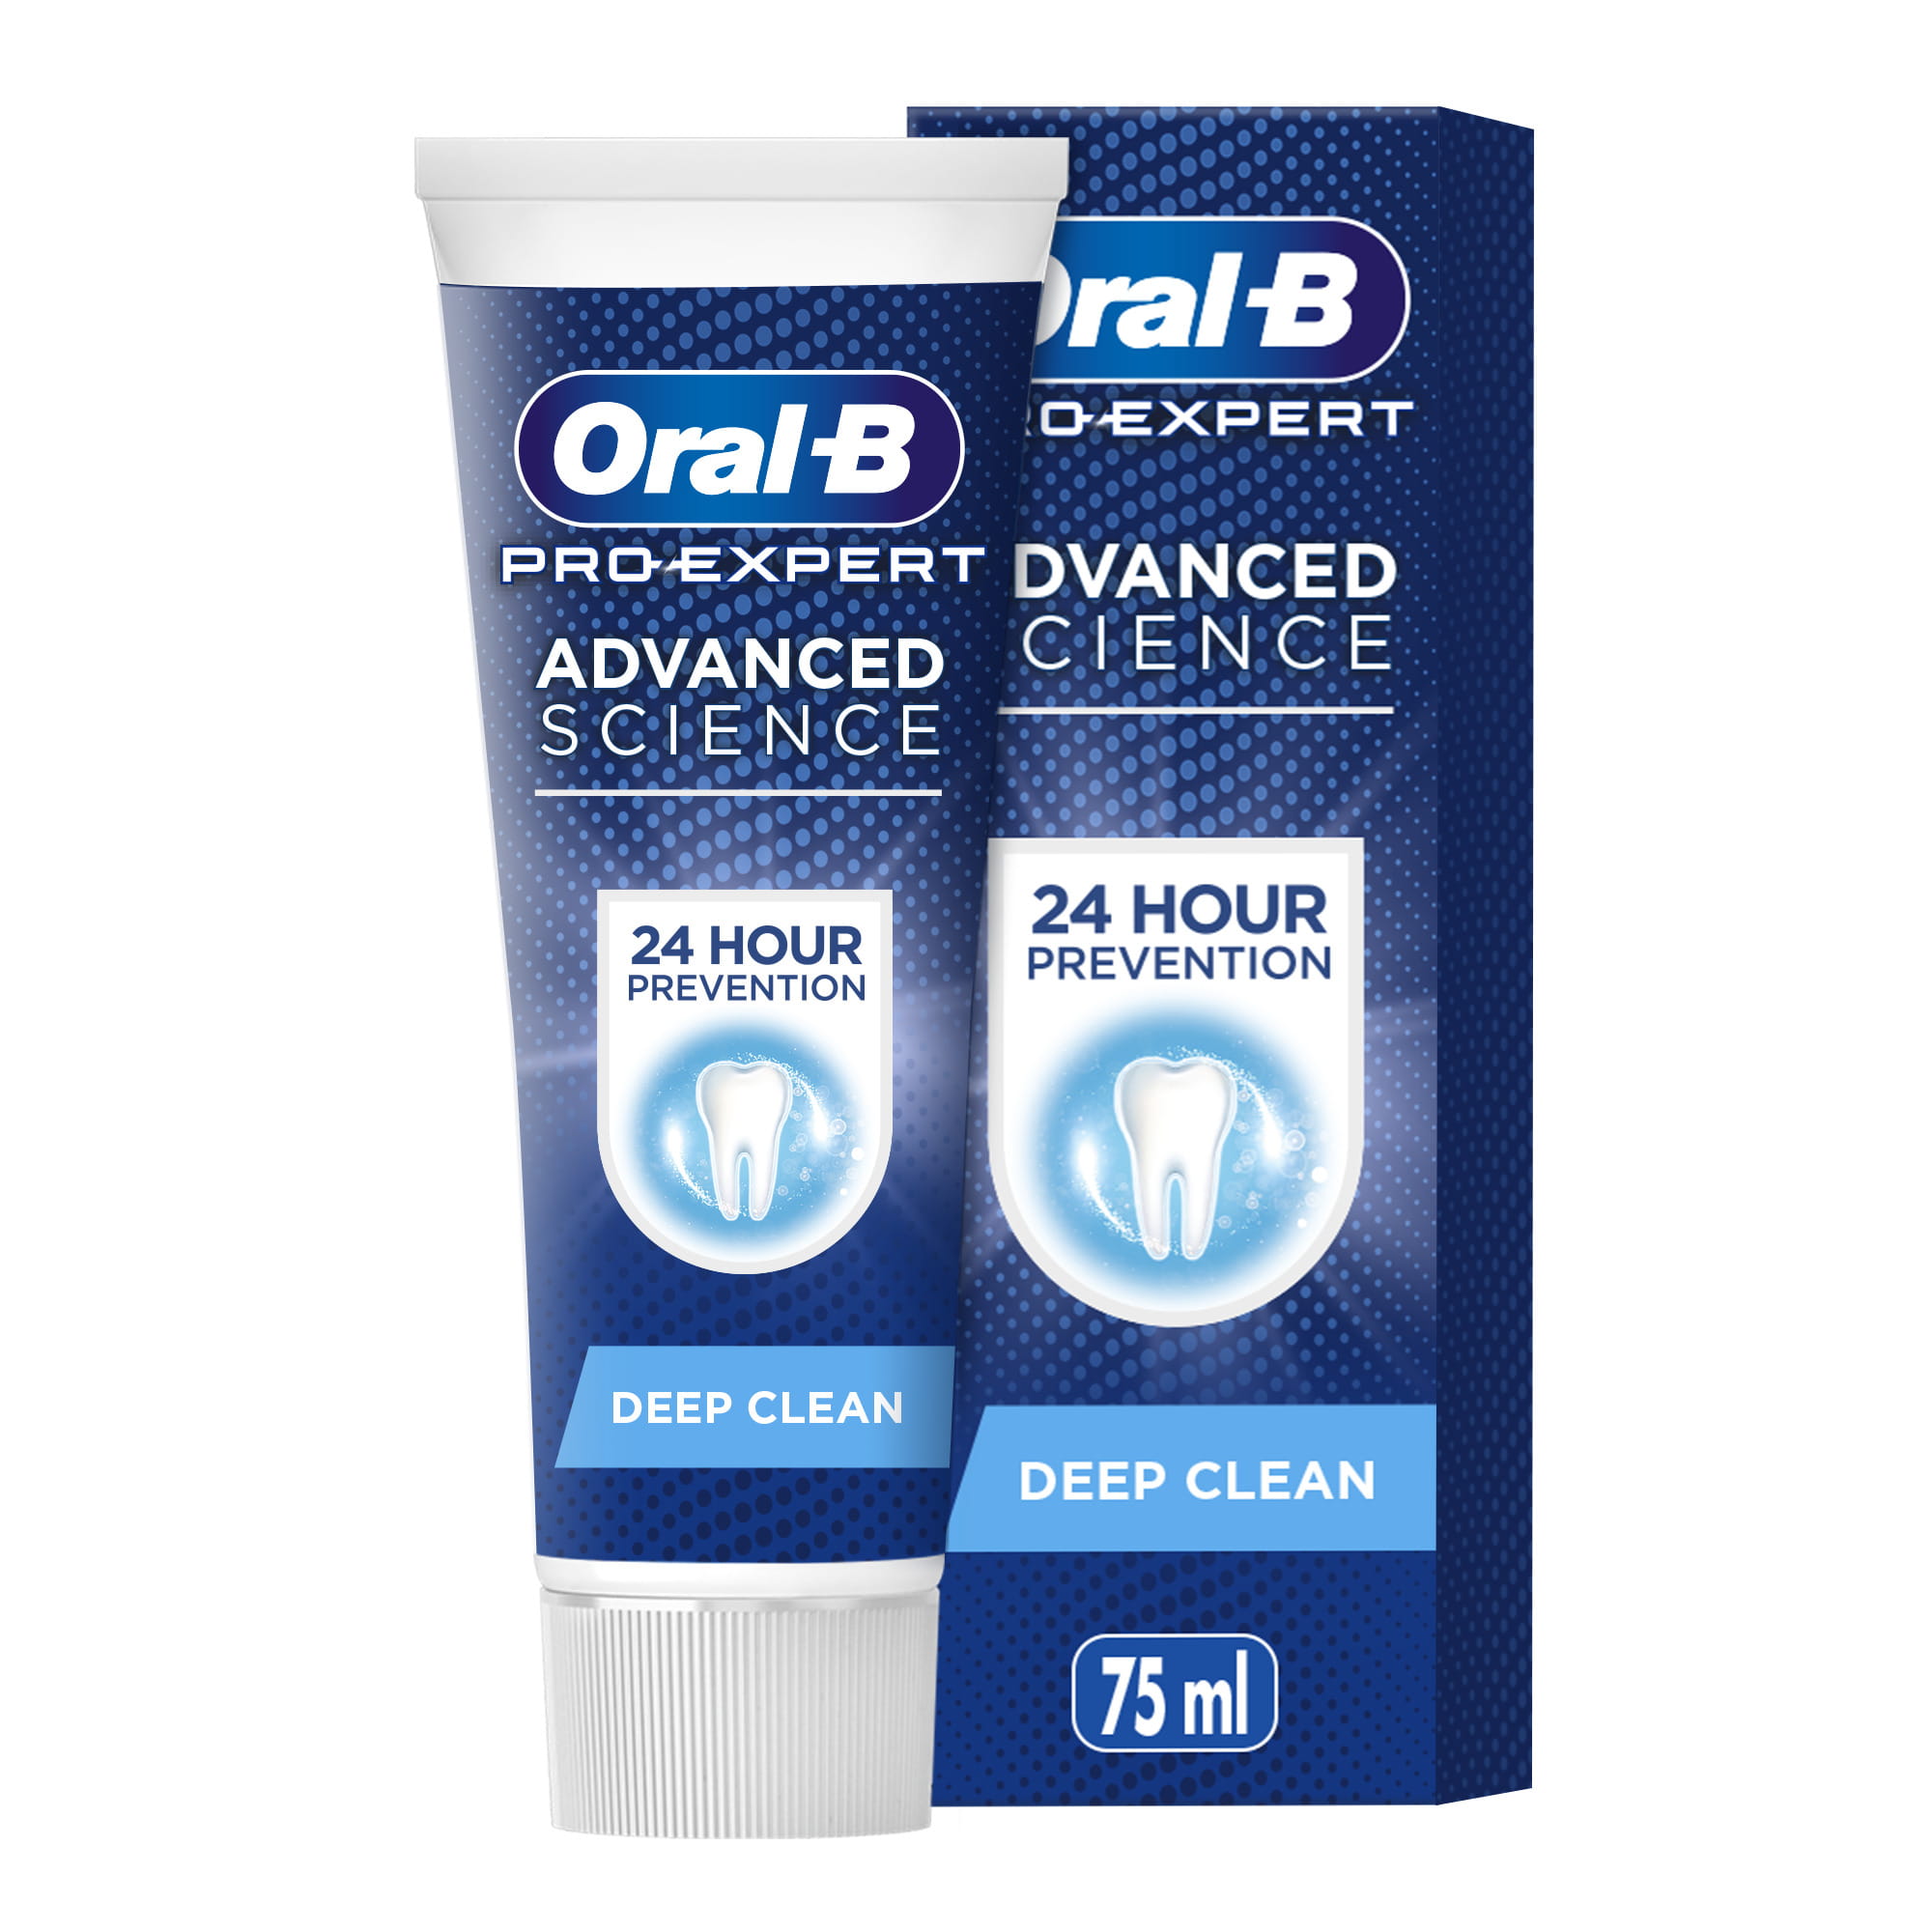 Oral-B
PRO-EXPERT
ADVANCED
SCIENCE
24 HOUR
PREVENTION
DEEP CLEAN
ral-B
RO-EXPERT
DVANCED
CIENCE
24 HOUR
PREVENTION
DEEP CLEAN
75 ml